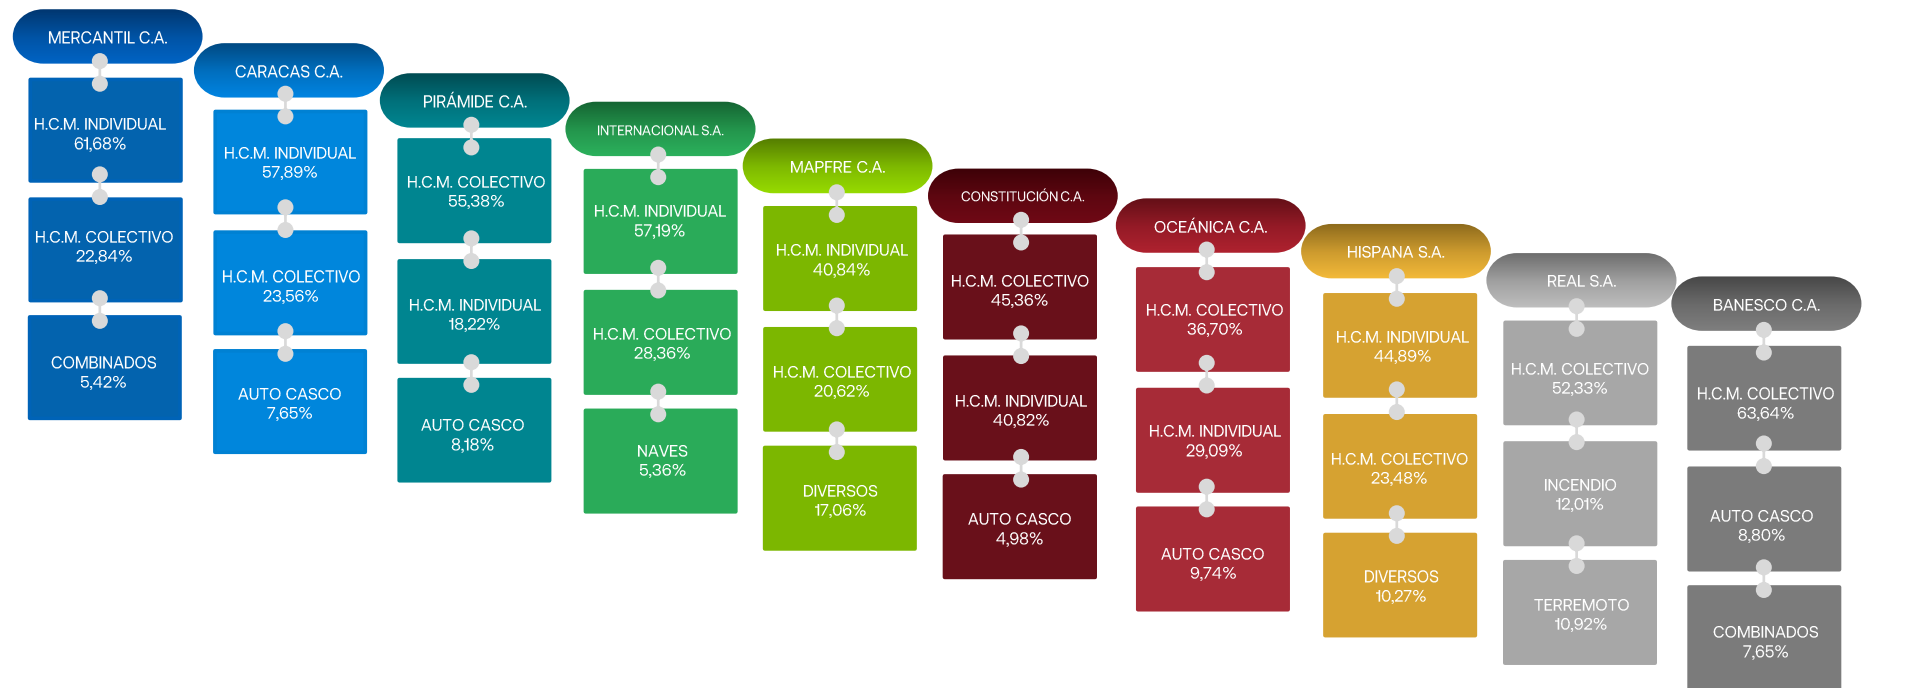 MERCANTIL C.A.
H.C.M. INDIVIDUAL
61,68%
H.C.M. COLECTIVO
22,84%
COMBINADOS
5,42%
CARACAS C.A.
H.C.M. INDIVIDUAL
57,89%
H.C.M. COLECTIVO
23,56%
AUTO CASCO
7,65%
PIRÁMIDE C.A.
H.C.M. COLECTIVO
55,38%
H.C.M. INDIVIDUAL
18,22%
AUTO CASCO
8,18%
INTERNACIONAL S.A.
H.C.M. INDIVIDUAL
57,19%
H.C.M. COLECTIVO
28,36%
NAVES
5,36%
MAPFRE C.A.
H.C.M. INDIVIDUAL
40,84%
H.C.M. COLECTIVO
20,62%
DIVERSOS
17,06%
CONSTITUCIÓN C.A.
H.C.M. COLECTIVO
45,36%
H.C.M. INDIVIDUAL
40,82%
AUTO CASCO
4,98%
OCEÁNICA C.A.
H.C.M. COLECTIVO
36,70%
H.C.M. INDIVIDUAL
29,09%
AUTO CASCO
9,74%
HISPANA S.A.
H.C.M. INDIVIDUAL
44,89%
H.C.M. COLECTIVO
23,48%
DIVERSOS
10,27%
REAL S.A.
H.C.M. COLECTIVO
52,33%
INCENDIO
12,01%
TERREMOTO
10,92%
BANESCO C.A.
H.C.M. COLECTIVO
63,64%
AUTO CASCO
8,80%
COMBINADOS
7,65%